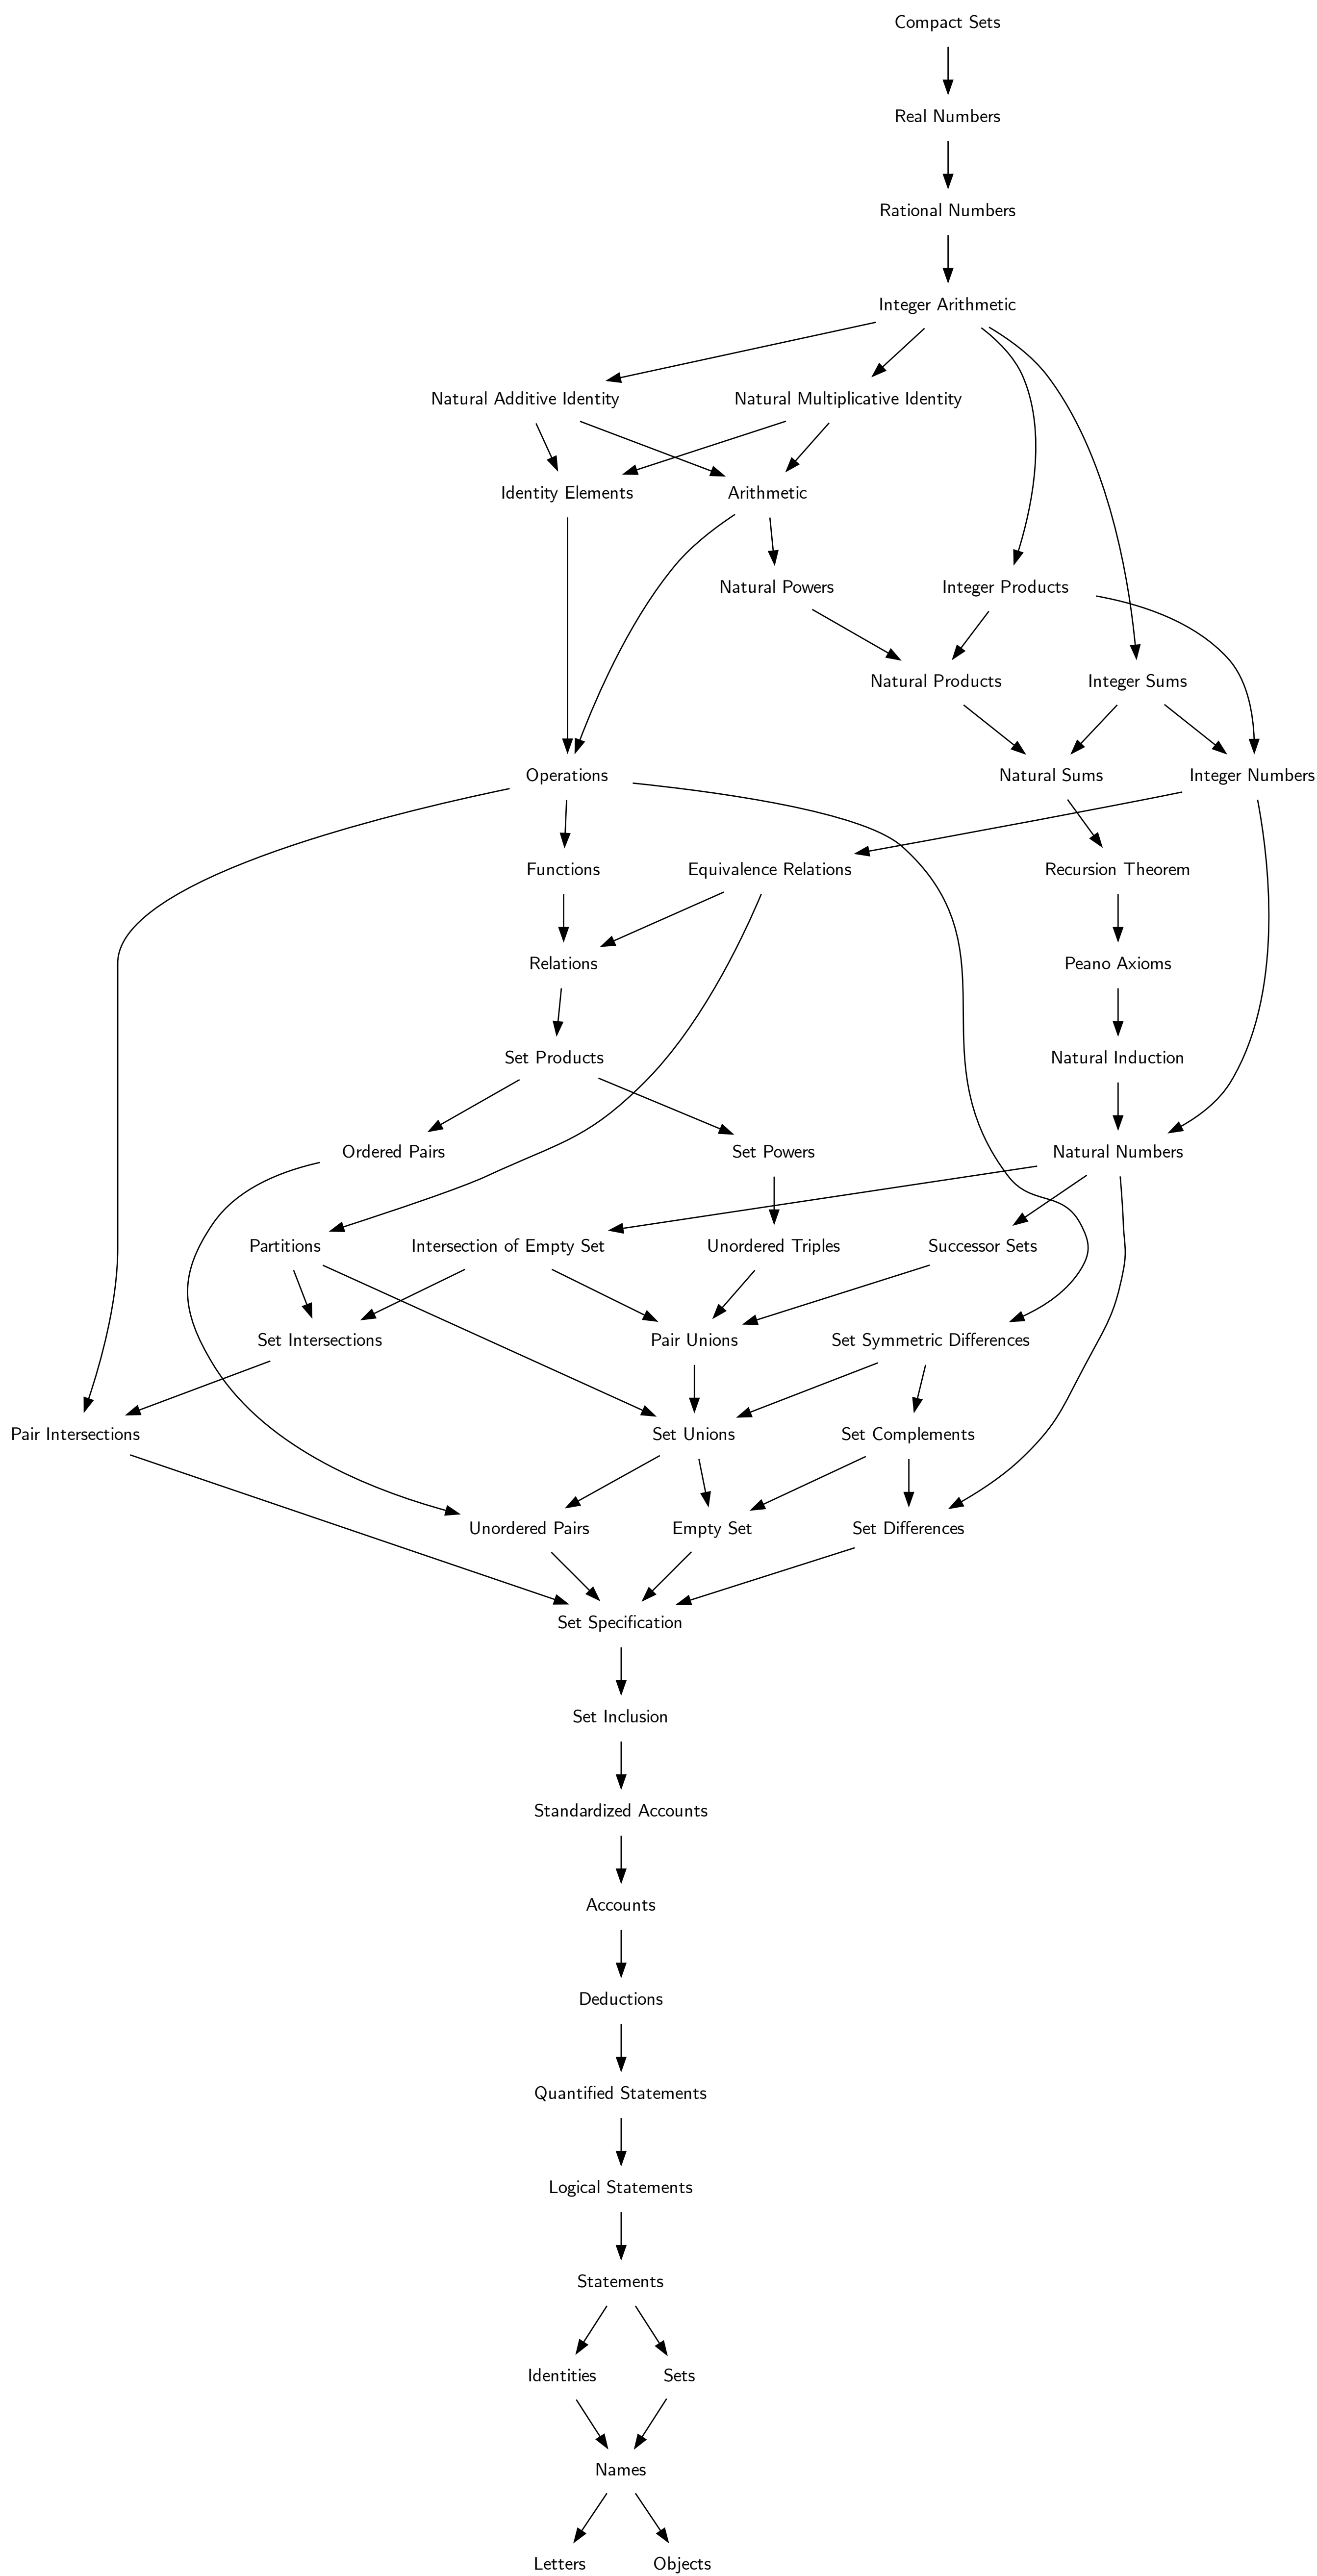 Compact Sets
Real Numbers
Rational Numbers
Integer Arithmetic
Natural Additive Identity
Natural Multiplicative Identity
Identity Elements
Arithmetic
Natural Powers
Integer Products
Natural Products
Integer Sums
Operations
Natural Sums
Integer Numbers
Functions
Equivalence Relations
Recursion Theorem
Relations
Peano Axioms
Set Products
Natural Induction
Ordered Pairs
Set Powers
Natural Numbers
Partitions
Intersection of Empty Set
Unordered Triples
Successor Sets
Set Intersections
Pair Unions
Set Symmetric Differences
Pair Intersections
Set Unions
Set Complements
Unordered Pairs
Empty Set
Set Differences
Set Specification
Set Inclusion
Standardized Accounts
Accounts
Deductions
Quantified Statements
Logical Statements
Statements
Identities
Sets
Names
Letters
Objects